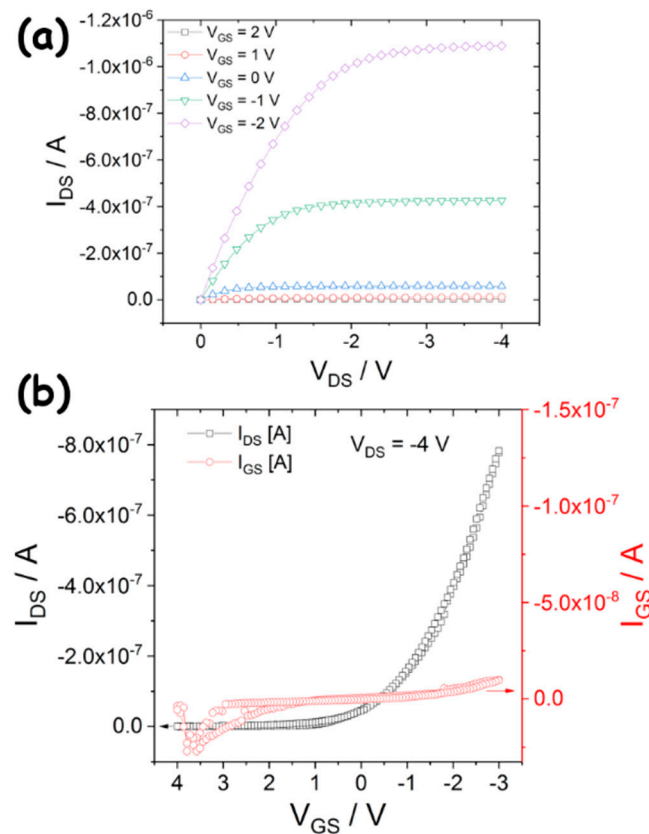 (a)
-1.2x10⁻⁶
-1.0x10⁻⁶
-8.0x10⁻⁷
-6.0x10⁻⁷
-4.0x10⁻⁷
-2.0x10⁻⁷
0.0
I_DS / A
V_GS = 2 V
V_GS = 1 V
V_GS = 0 V
V_GS = -1 V
V_GS = -2 V
0 -1 -2 -3 -4
V_DS / V
(b)
-8.0x10⁻⁷
-6.0x10⁻⁷
-4.0x10⁻⁷
-2.0x10⁻⁷
0.0
I_DS / A
I_DS [A]
I_GS [A]
V_DS = -4 V
-1.5x10⁻⁷
-1.0x10⁻⁷
-5.0x10⁻⁸
0.0
I_GS / A
4 3 2 1 0 -1 -2 -3
V_GS / V